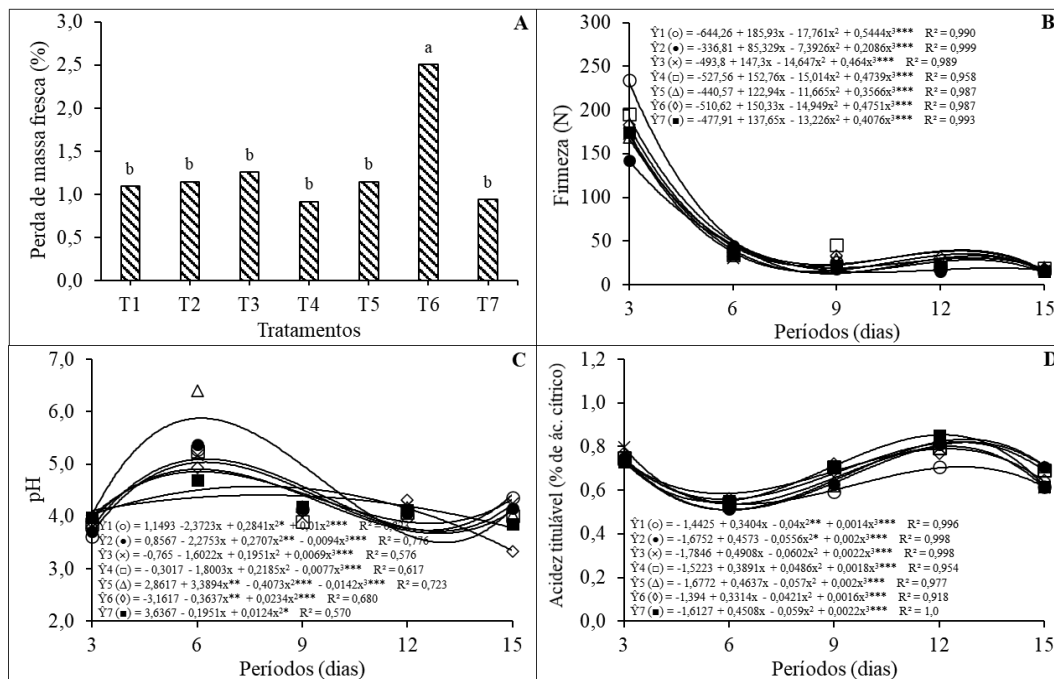 A
Perda de massa fresca (%)
3,0
2,5
2,0
1,5
1,0
0,5
0,0
b b b b b a b
T1 T2 T3 T4 T5 T6 T7
Tratamentos
B
Firmeza (N)
300
250
200
150
100
50
0
Ŷ1 (○) = -644,26 + 185,93x - 17,761x² + 0,5444x³*** R² = 0,990
Ŷ2 (●) = -336,81 + 85,329x - 7,3926x² + 0,2086x³*** R² = 0,999
Ŷ3 (×) = -493,8 + 147,3x - 14,647x² + 0,464x³*** R² = 0,989
Ŷ4 (□) = -527,56 + 152,76x - 15,014x² + 0,4739x³*** R² = 0,958
Ŷ5 (△) = -440,57 + 122,94x - 11,665x² + 0,3566x³*** R² = 0,987
Ŷ6 (◊) = -510,62 + 150,33x - 14,949x² + 0,4751x³*** R² = 0,987
Ŷ7 (■) = -477,91 + 137,65x - 13,226x² + 0,4076x³*** R² = 0,993
3 6 9 12 15
Períodos (dias)
C
pH
7,0
6,0
5,0
4,0
3,0
2,0
Ŷ1 (○) = 1,1493 -2,3723x + 0,2841x²* 01x²*** R² =
Ŷ2 (●) = 0,8567 - 2,2753x + 0,2707x²** - 0,0094x³*** R² = 0,776
Ŷ3 (×) = -0,765 - 1,6022x + 0,1951x²* + 0,0069x³*** R² = 0,576
Ŷ4 (□) = - 0,3017 - 1,8003x + 0,2185x² - 0,0077x³*** R² = 0,617
Ŷ5 (△) = 2,8617 + 3,3894x** - 0,4073x²*** - 0,0142x³*** R² = 0,723
Ŷ6 (◊) = -3,1617 - 0,3637x** + 0,0234x²*** R² = 0,680
Ŷ7 (■) = 3,6367 - 0,1951x + 0,0124x²* R² = 0,570
3 6 9 12 15
Períodos (dias)
D
Acidez titulável (% de ác. cítrico)
1,2
1,0
0,8
0,6
0,4
0,2
0,0
Ŷ1 (○) = -1,4425 + 0,3404x - 0,04x²** + 0,0014x³*** R² = 0,996
Ŷ2 (●) = -1,6752 + 0,4573 - 0,0556x²* + 0,002x³*** R² = 0,998
Ŷ3 (×) = -1,7846 + 0,4908x - 0,0602x² + 0,0022x³*** R² = 0,998
Ŷ4 (□) = -1,5223 + 0,3891x + 0,0486x² + 0,0018x³*** R² = 0,954
Ŷ5 (△) = -1,6772 + 0,4637x - 0,057x² + 0,002x³*** R² = 0,977
Ŷ6 (◊) = -1,394 + 0,3314x - 0,0421x² + 0,0016x³*** R² = 0,918
Ŷ7 (■) = -1,6127 + 0,4508x - 0,059x² + 0,0022x³*** R² = 1,0
3 6 9 12 15
Períodos (dias)